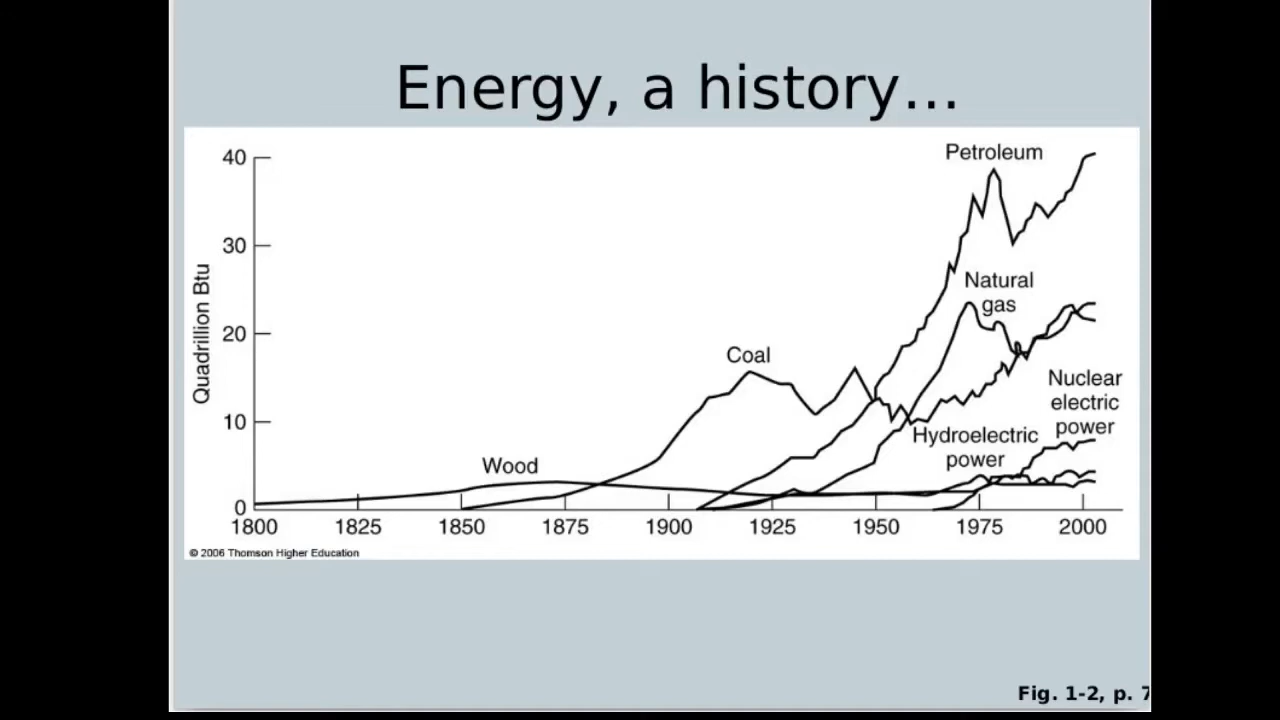 Energy, a history...
40
Petroleum
30
Natural
gas
Quadrillion Btu
20
Coal
Nuclear
electric
power
10
Hydroelectric
power
Wood
0
1800 1825 1850 1875 1900 1925 1950 1975 2000
© 2006 Thomson Higher Education
Fig. 1-2, p. 7